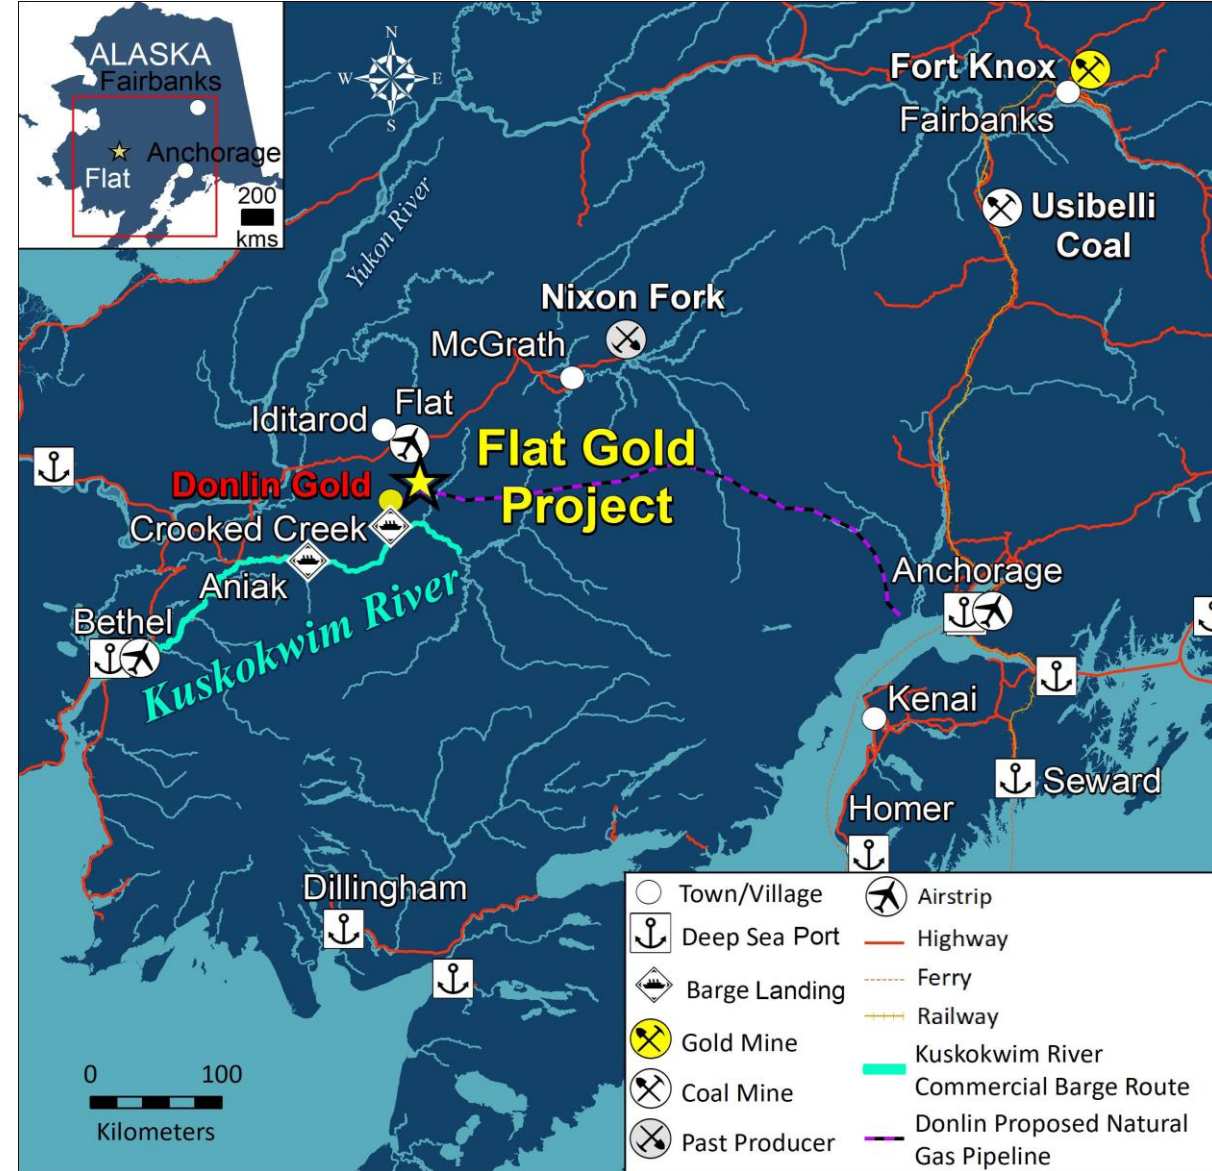 ALASKA
Fairbanks
Anchorage
Flat
200
kms
N
W
E
S
Fort Knox
Fairbanks
Usibelli
Coal
Yukon River
Nixon Fork
McGrath
Flat
Iditarod
Flat Gold
Project
Donlin Gold
Crooked Creek
Aniak
Kuskokwim River
Bethel
Anchorage
Kenai
Seward
Homer
Dillingham
0
100
Kilometers
Town/Village
Deep Sea Port
Barge Landing
Gold Mine
Coal Mine
Past Producer
Airstrip
Highway
Ferry
Railway
Kuskokwim River
Commercial Barge Route
Donlin Proposed Natural
Gas Pipeline